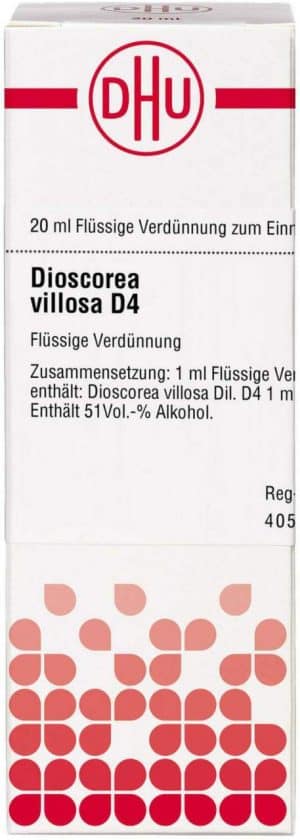 20 ml
DHU
20 ml Flüssige Verdünnung zum Einn
Dioscorea
villosa D4
Flüssige Verdünnung
Zusammensetzung: 1 ml Flüssige Ver
enthält: Dioscorea villosa Dil. D4 1 m
Enthält 51Vol.-% Alkohol.
Reg-
405